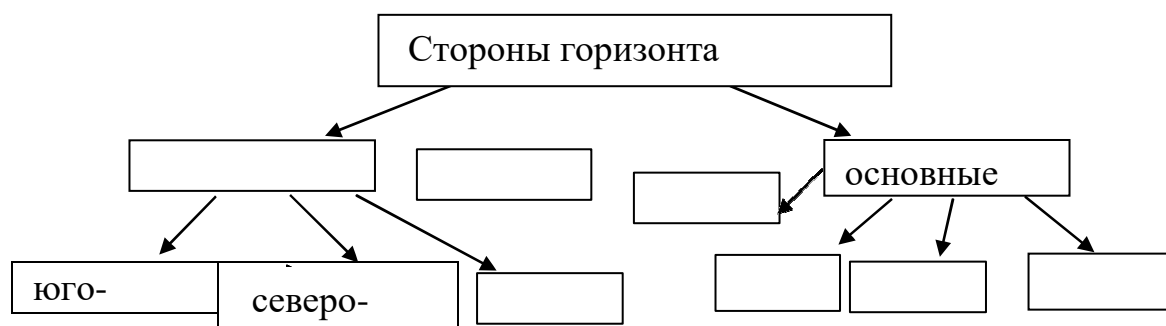 Стороны горизонта
основные
юго-
северо-